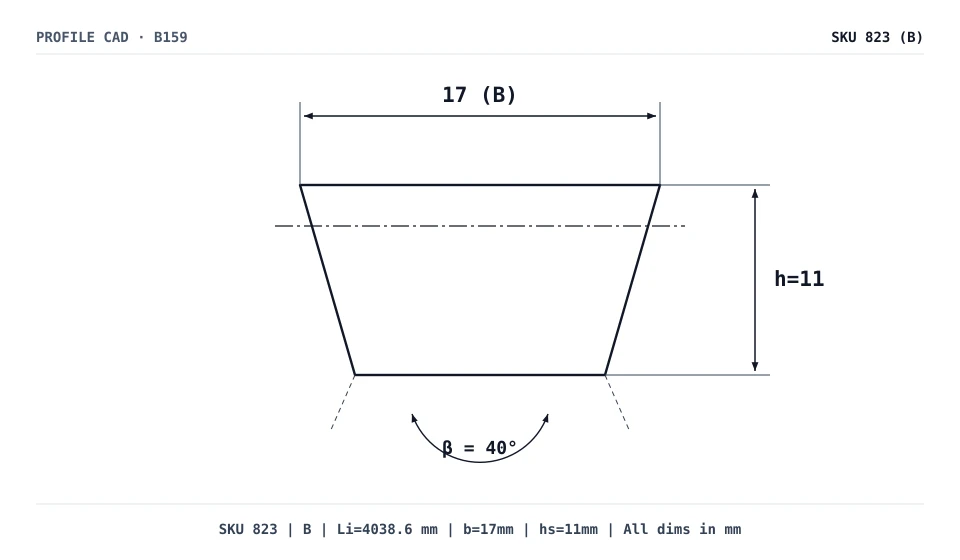 PROFILE CAD · B159
SKU 823 (B)
17 (B)
h=11
β = 40°
SKU 823 | B | Li=4038.6 mm | b=17mm | hs=11mm | All dims in mm